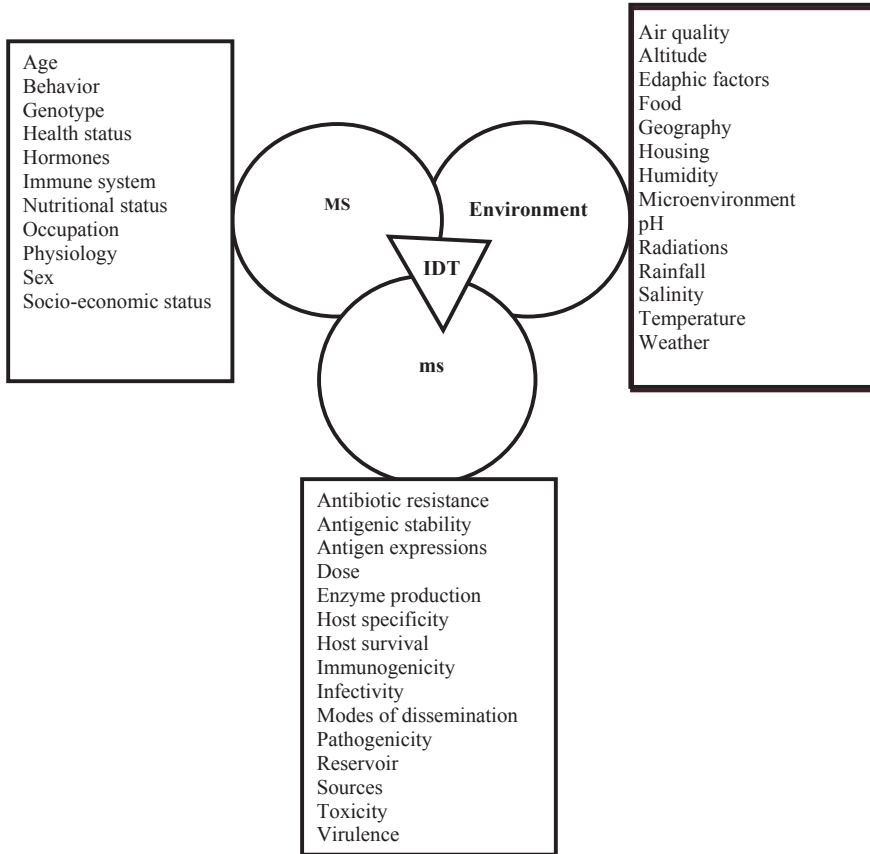 Age
Behavior
Genotype
Health status
Hormones
Immune system
Nutritional status
Occupation
Physiology
Sex
Socio-economic status
MS
Environment
IDT
ms
Air quality
Altitude
Edaphic factors
Food
Geography
Housing
Humidity
Microenvironment
pH
Radiations
Rainfall
Salinity
Temperature
Weather
Antibiotic resistance
Antigenic stability
Antigen expressions
Dose
Enzyme production
Host specificity
Host survival
Immunogenicity
Infectivity
Modes of dissemination
Pathogenicity
Reservoir
Sources
Toxicity
Virulence